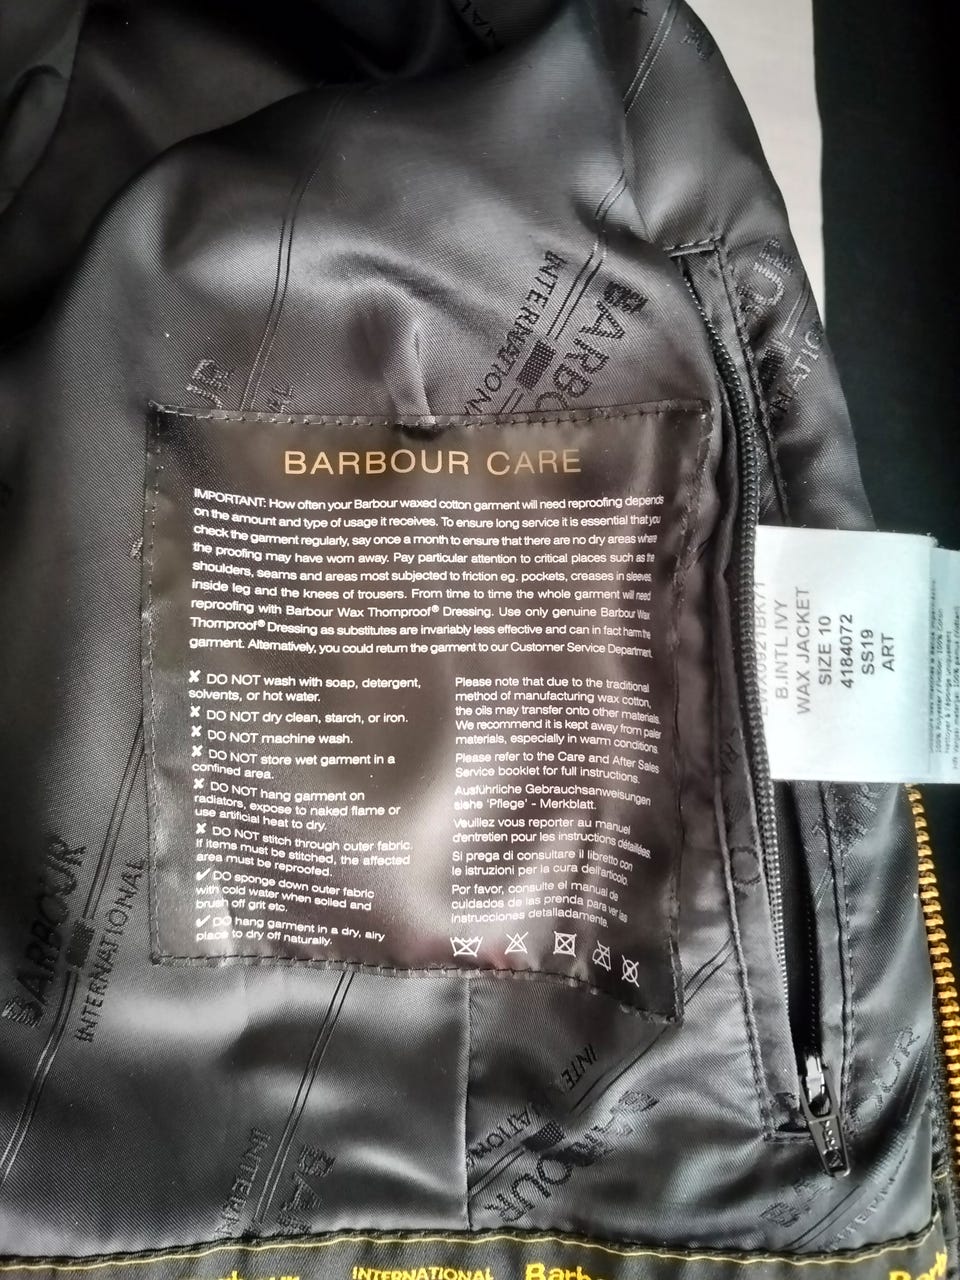 BARBOUR
INTERNATIONAL
BARBOUR CARE
IMPORTANT: How often your Barbour waxed cotton garment will need reproofing depends
on the amount and type of usage it receives. To ensure long service it is essential that you
check the garment regularly, say once a month to ensure that there are no dry areas where
the proofing may have worn away. Pay particular attention to critical places such as the
shoulders, seams and areas most subjected to friction eg. pockets, creases in sleeves,
inside leg and the knees of trousers. From time to time the whole garment will need
reproofing with Barbour Wax Thornproof® Dressing. Use only genuine Barbour Wax
Thornproof® Dressing as substitutes are invariably less effective and can in fact harm the
garment. Alternatively, you could return the garment to our Customer Service Department.
✘ DO NOT wash with soap, detergent,
solvents, or hot water.
✘ DO NOT dry clean, starch, or iron.
✘ DO NOT machine wash.
✘ DO NOT store wet garment in a
confined area.
✘ DO NOT hang garment on
radiators, expose to naked flame or
use artificial heat to dry.
✘ DO NOT stitch through outer fabric.
If items must be stitched, the affected
area must be reproofed.
✔ DO sponge down outer fabric
with cold water when soiled and
brush off grit etc.
✔ DO hang garment in a dry, airy
place to dry off naturally.
Please note that due to the traditional
method of manufacturing wax cotton,
the oils may transfer onto other materials.
We recommend it is kept away from paler
materials, especially in warm conditions.
Please refer to the Care and After Sales
Service booklet for full instructions.
Ausführliche Gebrauchsanweisungen
siehe 'Pflege' - Merkblatt.
Veuillez vous reporter au manuel
d'entretien pour les instructions détaillées.
Si prega di consultare il libretto con
le istruzioni per la cura dell'articolo.
Por favor, consulte el manual de
cuidados de las prenda para ver las
instrucciones detalladamente.
B.INTL IVY
WAX JACKET
SIZE 10
4184072
SS19
ART
BARBOUR
INTERNATIONAL
INTERNATIONAL